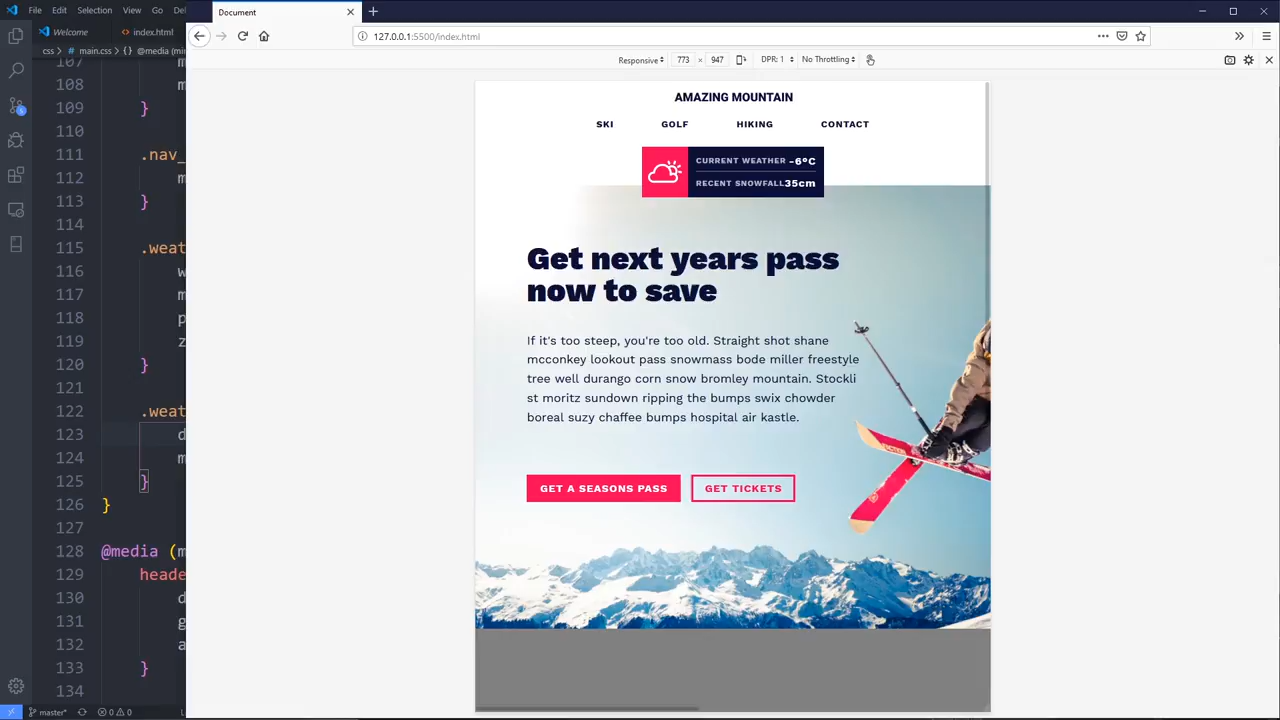 File Edit Selection View Go De
Document
Welcome
index.html
127.0.0.1:5500/index.html
css > # main.css > {} @media (min
Responsive 773 × 947 DPR: 1 No Throttling
107 m
108 m
109 }
110
111 .nav_
112 m
113 }
114
115 .weat
116 w
117 m
118 p
119 z
120 }
121
122 .weat
123 d
124 m
125 }
126 }
127
128 @media (m
129 heade
130 d
131 g
132 a
133 }
134
master* 0 0
AMAZING MOUNTAIN
SKI GOLF HIKING CONTACT
CURRENT WEATHER -6°C
RECENT SNOWFALL 35cm
Get next years pass
now to save
If it's too steep, you're too old. Straight shot shane
mcconkey lookout pass snowmass bode miller freestyle
tree well durango corn snow bromley mountain. Stockli
st moritz sundown ripping the bumps swix chowder
boreal suzy chaffee bumps hospital air kastle.
GET A SEASONS PASS GET TICKETS